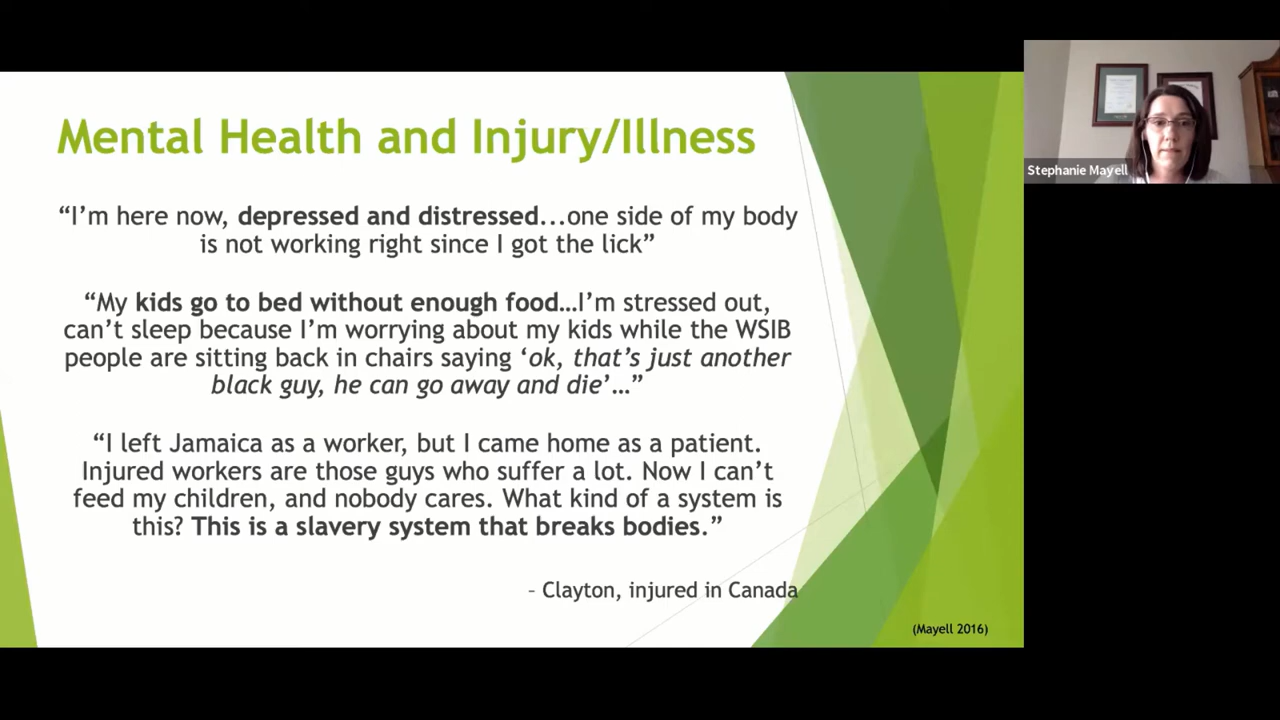 Mental Health and Injury/Illness
“I’m here now, depressed and distressed...one side of my body
is not working right since I got the lick”
“My kids go to bed without enough food…I’m stressed out,
can’t sleep because I’m worrying about my kids while the WSIB
people are sitting back in chairs saying ‘ok, that’s just another
black guy, he can go away and die’…”
“I left Jamaica as a worker, but I came home as a patient.
Injured workers are those guys who suffer a lot. Now I can’t
feed my children, and nobody cares. What kind of a system is
this? This is a slavery system that breaks bodies.”
– Clayton, injured in Canada
(Mayell 2016)
Stephanie Mayell